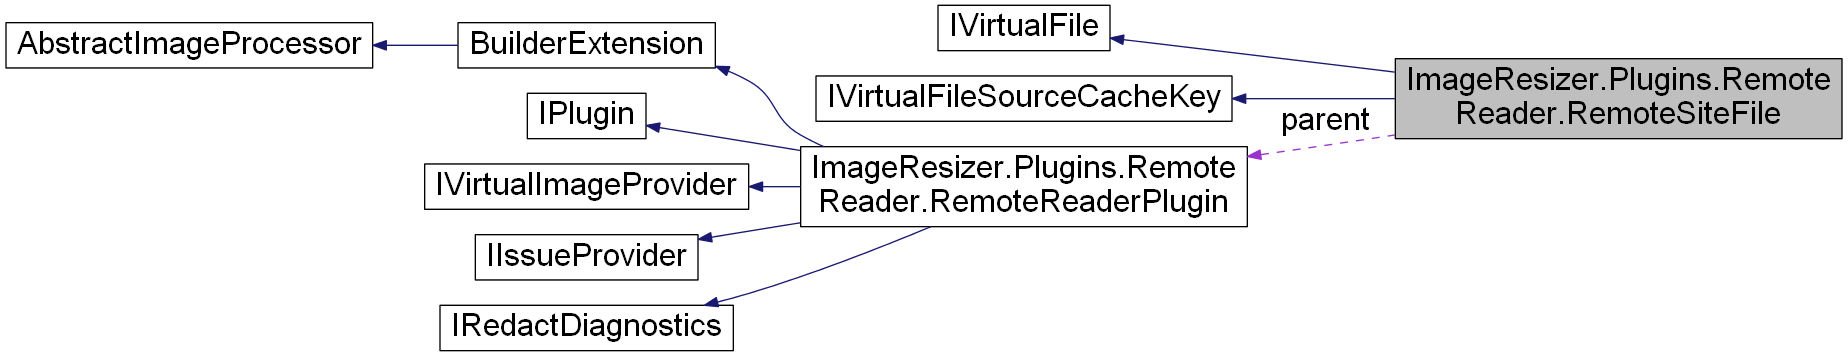 AbstractImageProcessor
BuilderExtension
IPlugin
IVirtualImageProvider
IIssueProvider
IRedactDiagnostics
IVirtualFile
IVirtualFileSourceCacheKey
ImageResizer.Plugins.Remote
Reader.RemoteReaderPlugin
parent
ImageResizer.Plugins.Remote
Reader.RemoteSiteFile